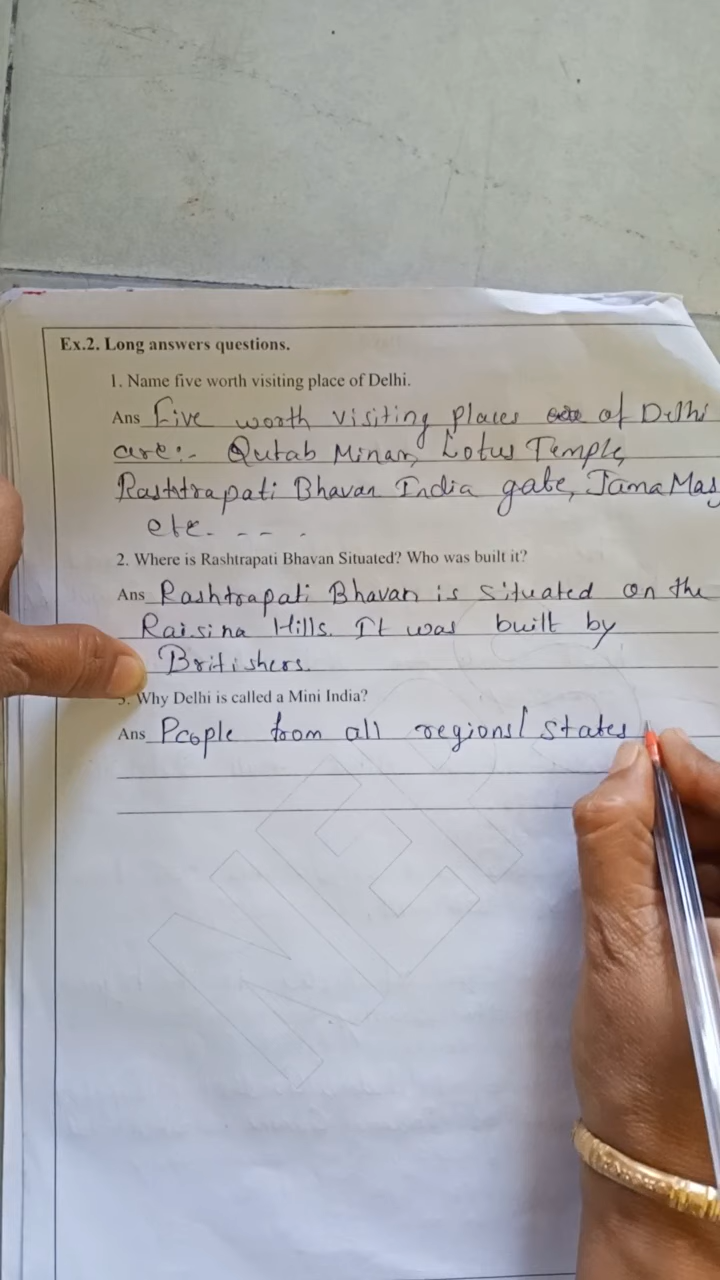 Ex.2. Long answers questions.
1. Name five worth visiting place of Delhi.
Ans Five worth visiting places of Delhi
are:- Qutab Minar, Lotus Temple,
Rashtrapati Bhavan India gate, Jama Mas
etc. - - - .
2. Where is Rashtrapati Bhavan Situated? Who was built it?
Ans Rashtrapati Bhavan is situated on the
Raisina Hills. It was built by
Britishers.
3. Why Delhi is called a Mini India?
Ans People from all regions/ states
NEPS